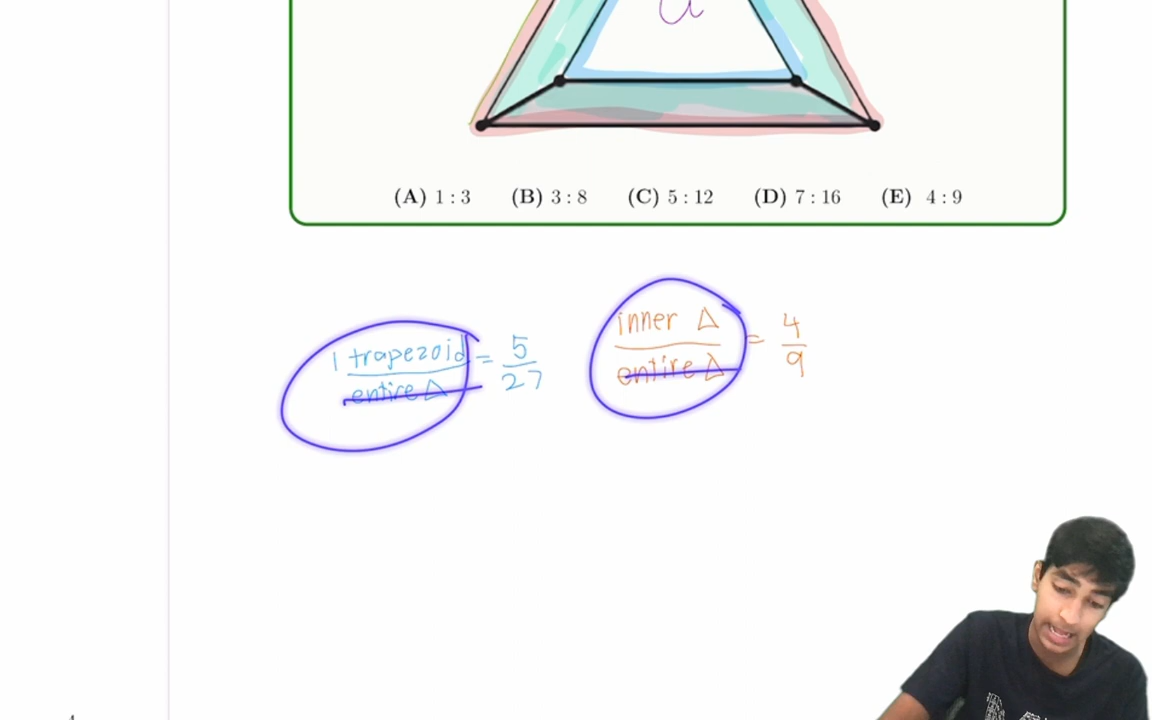 a
(A) 1 : 3 (B) 3 : 8 (C) 5 : 12 (D) 7 : 16 (E) 4 : 9
1 trapezoid
entire Δ
= 5
27
inner Δ
entire Δ
= 4
9